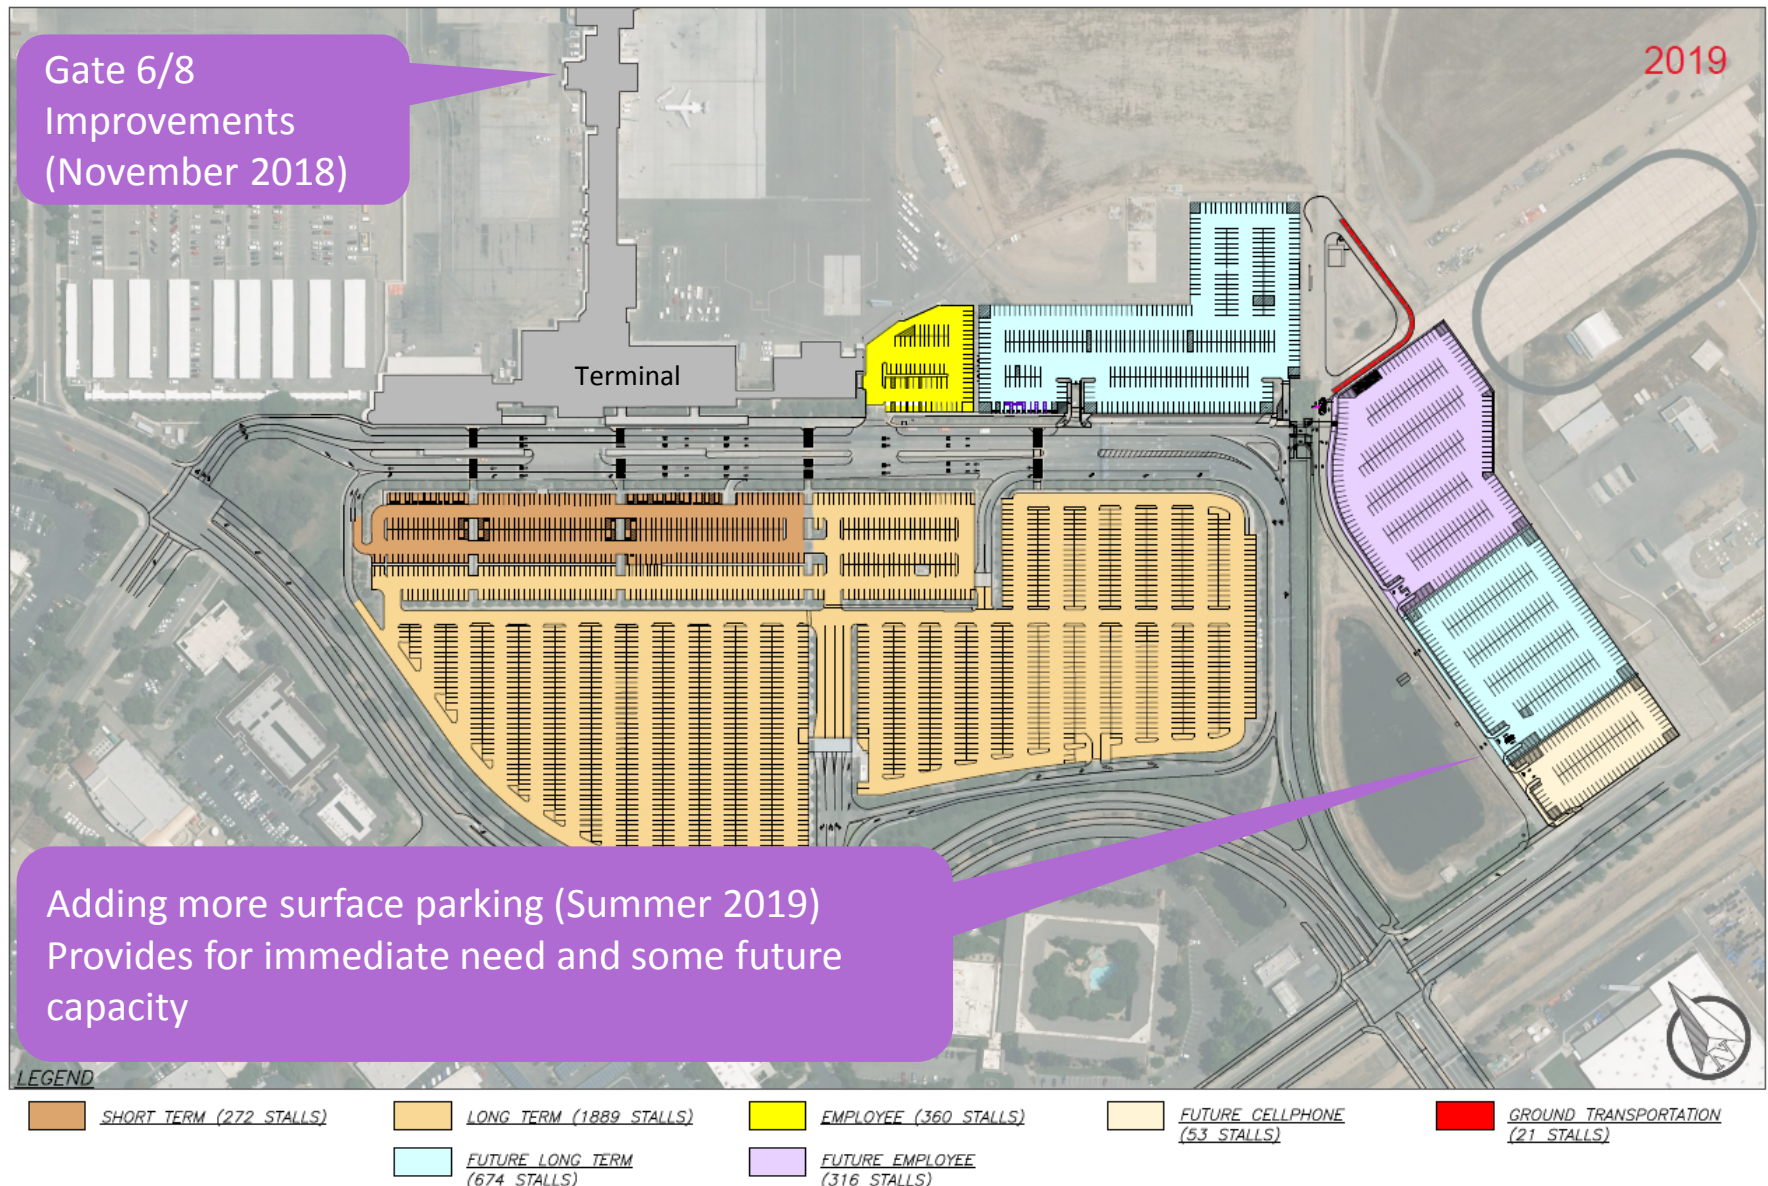 Gate 6/8
Improvements
(November 2018)
2019
Terminal
Adding more surface parking (Summer 2019)
Provides for immediate need and some future
capacity
N
LEGEND
SHORT TERM (272 STALLS)
LONG TERM (1889 STALLS)
EMPLOYEE (360 STALLS)
FUTURE CELLPHONE
(53 STALLS)
GROUND TRANSPORTATION
(21 STALLS)
FUTURE LONG TERM
(674 STALLS)
FUTURE EMPLOYEE
(316 STALLS)